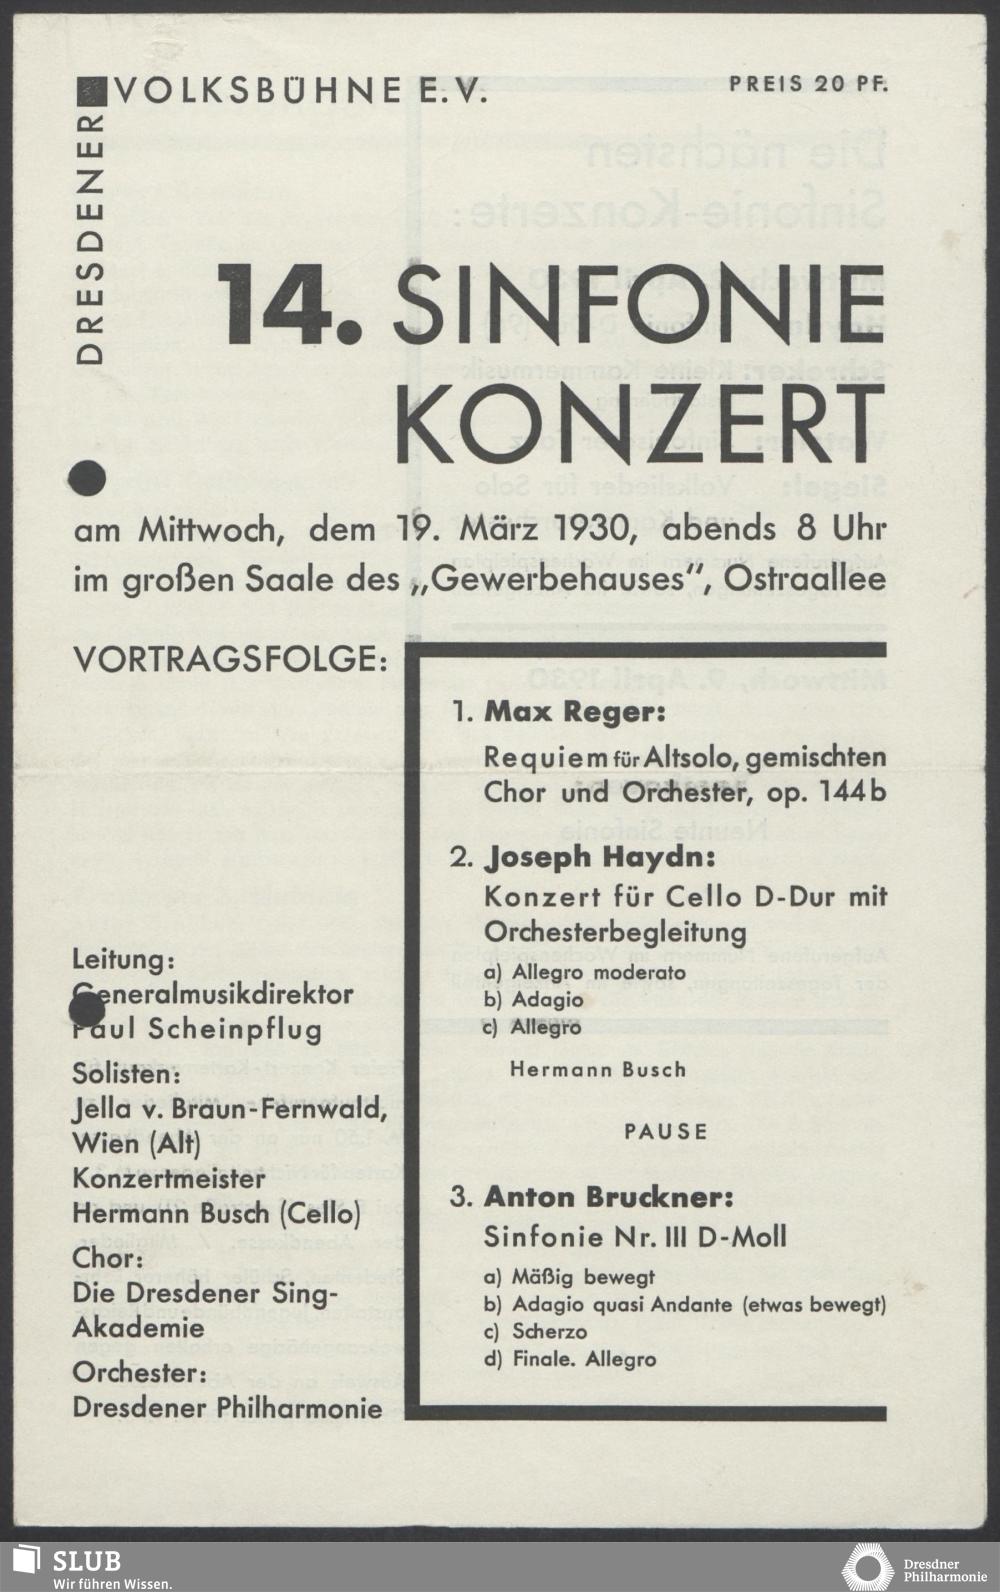 VOLKSBÜHNE E.V.
PREIS 20 PF.
DRESDENER
14. SINFONIE
KONZERT
am Mittwoch, dem 19. März 1930, abends 8 Uhr
im großen Saale des „Gewerbehauses", Ostraallee
VORTRAGSFOLGE:
1. Max Reger:
Requiem für Altsolo, gemischten
Chor und Orchester, op. 144b
2. Joseph Haydn:
Konzert für Cello D-Dur mit
Orchesterbegleitung
a) Allegro moderato
b) Adagio
c) Allegro
Hermann Busch
PAUSE
3. Anton Bruckner:
Sinfonie Nr. III D-Moll
a) Mäßig bewegt
b) Adagio quasi Andante (etwas bewegt)
c) Scherzo
d) Finale. Allegro
Leitung:
Generalmusikdirektor
Paul Scheinpflug
Solisten:
Jella v. Braun-Fernwald,
Wien (Alt)
Konzertmeister
Hermann Busch (Cello)
Chor:
Die Dresdener Sing-
Akademie
Orchester:
Dresdener Philharmonie
SLUB
Wir führen Wissen.
Dresdner
Philharmonie